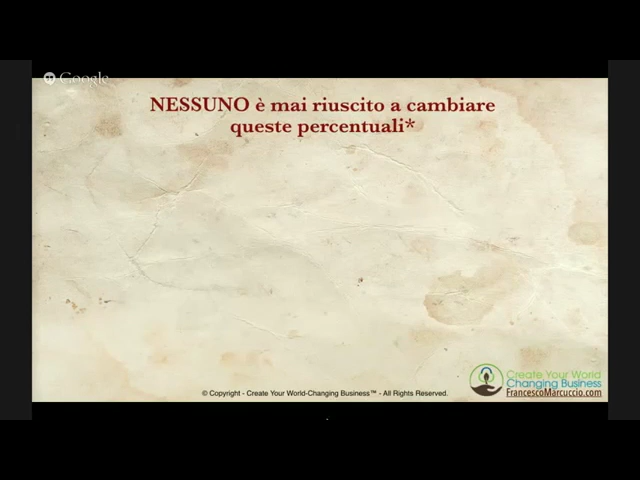 Google
NESSUNO è mai riuscito a cambiare
queste percentuali*
Create Your World
Changing Business
FrancescoMarcuccio.com
© Copyright - Create Your World-Changing Business™ - All Rights Reserved.